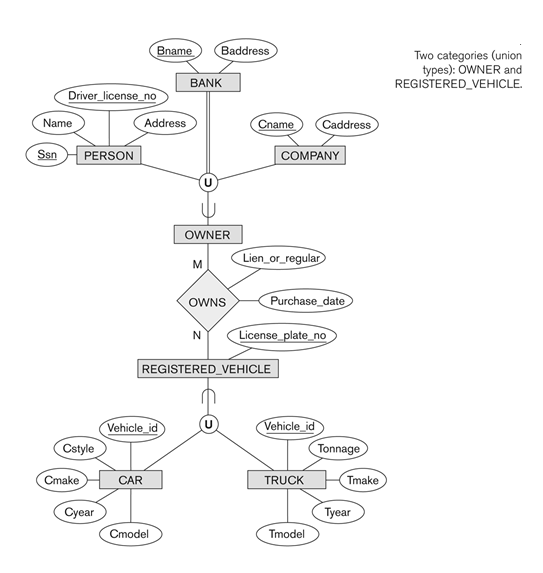 Two categories (union
types): OWNER and
REGISTERED_VEHICLE.
Bname
Baddress
BANK
Driver_license_no
Name
Address
Ssn
PERSON
Cname
Caddress
COMPANY
U
OWNER
M
Lien_or_regular
OWNS
Purchase_date
N
License_plate_no
REGISTERED_VEHICLE
U
Vehicle_id
Cstyle
Cmake
CAR
Cyear
Cmodel
Vehicle_id
Tonnage
TRUCK
Tmake
Tyear
Tmodel